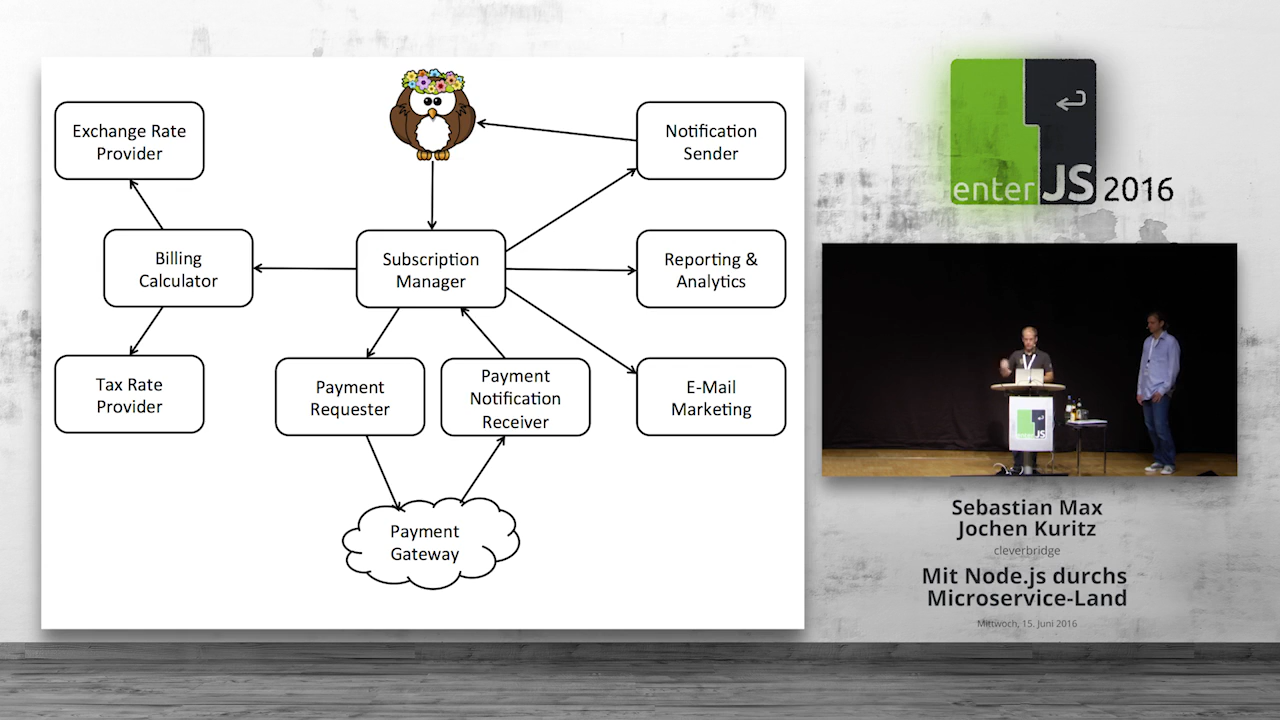 Exchange Rate
Provider
Notification
Sender
Billing
Calculator
Subscription
Manager
Reporting &
Analytics
Tax Rate
Provider
Payment
Requester
Payment
Notification
Receiver
E-Mail
Marketing
Payment
Gateway
enter JS 2016
JS
Sebastian Max
Jochen Kuritz
cleverbridge
Mit Node.js durchs
Microservice-Land
Mittwoch, 15. Juni 2016